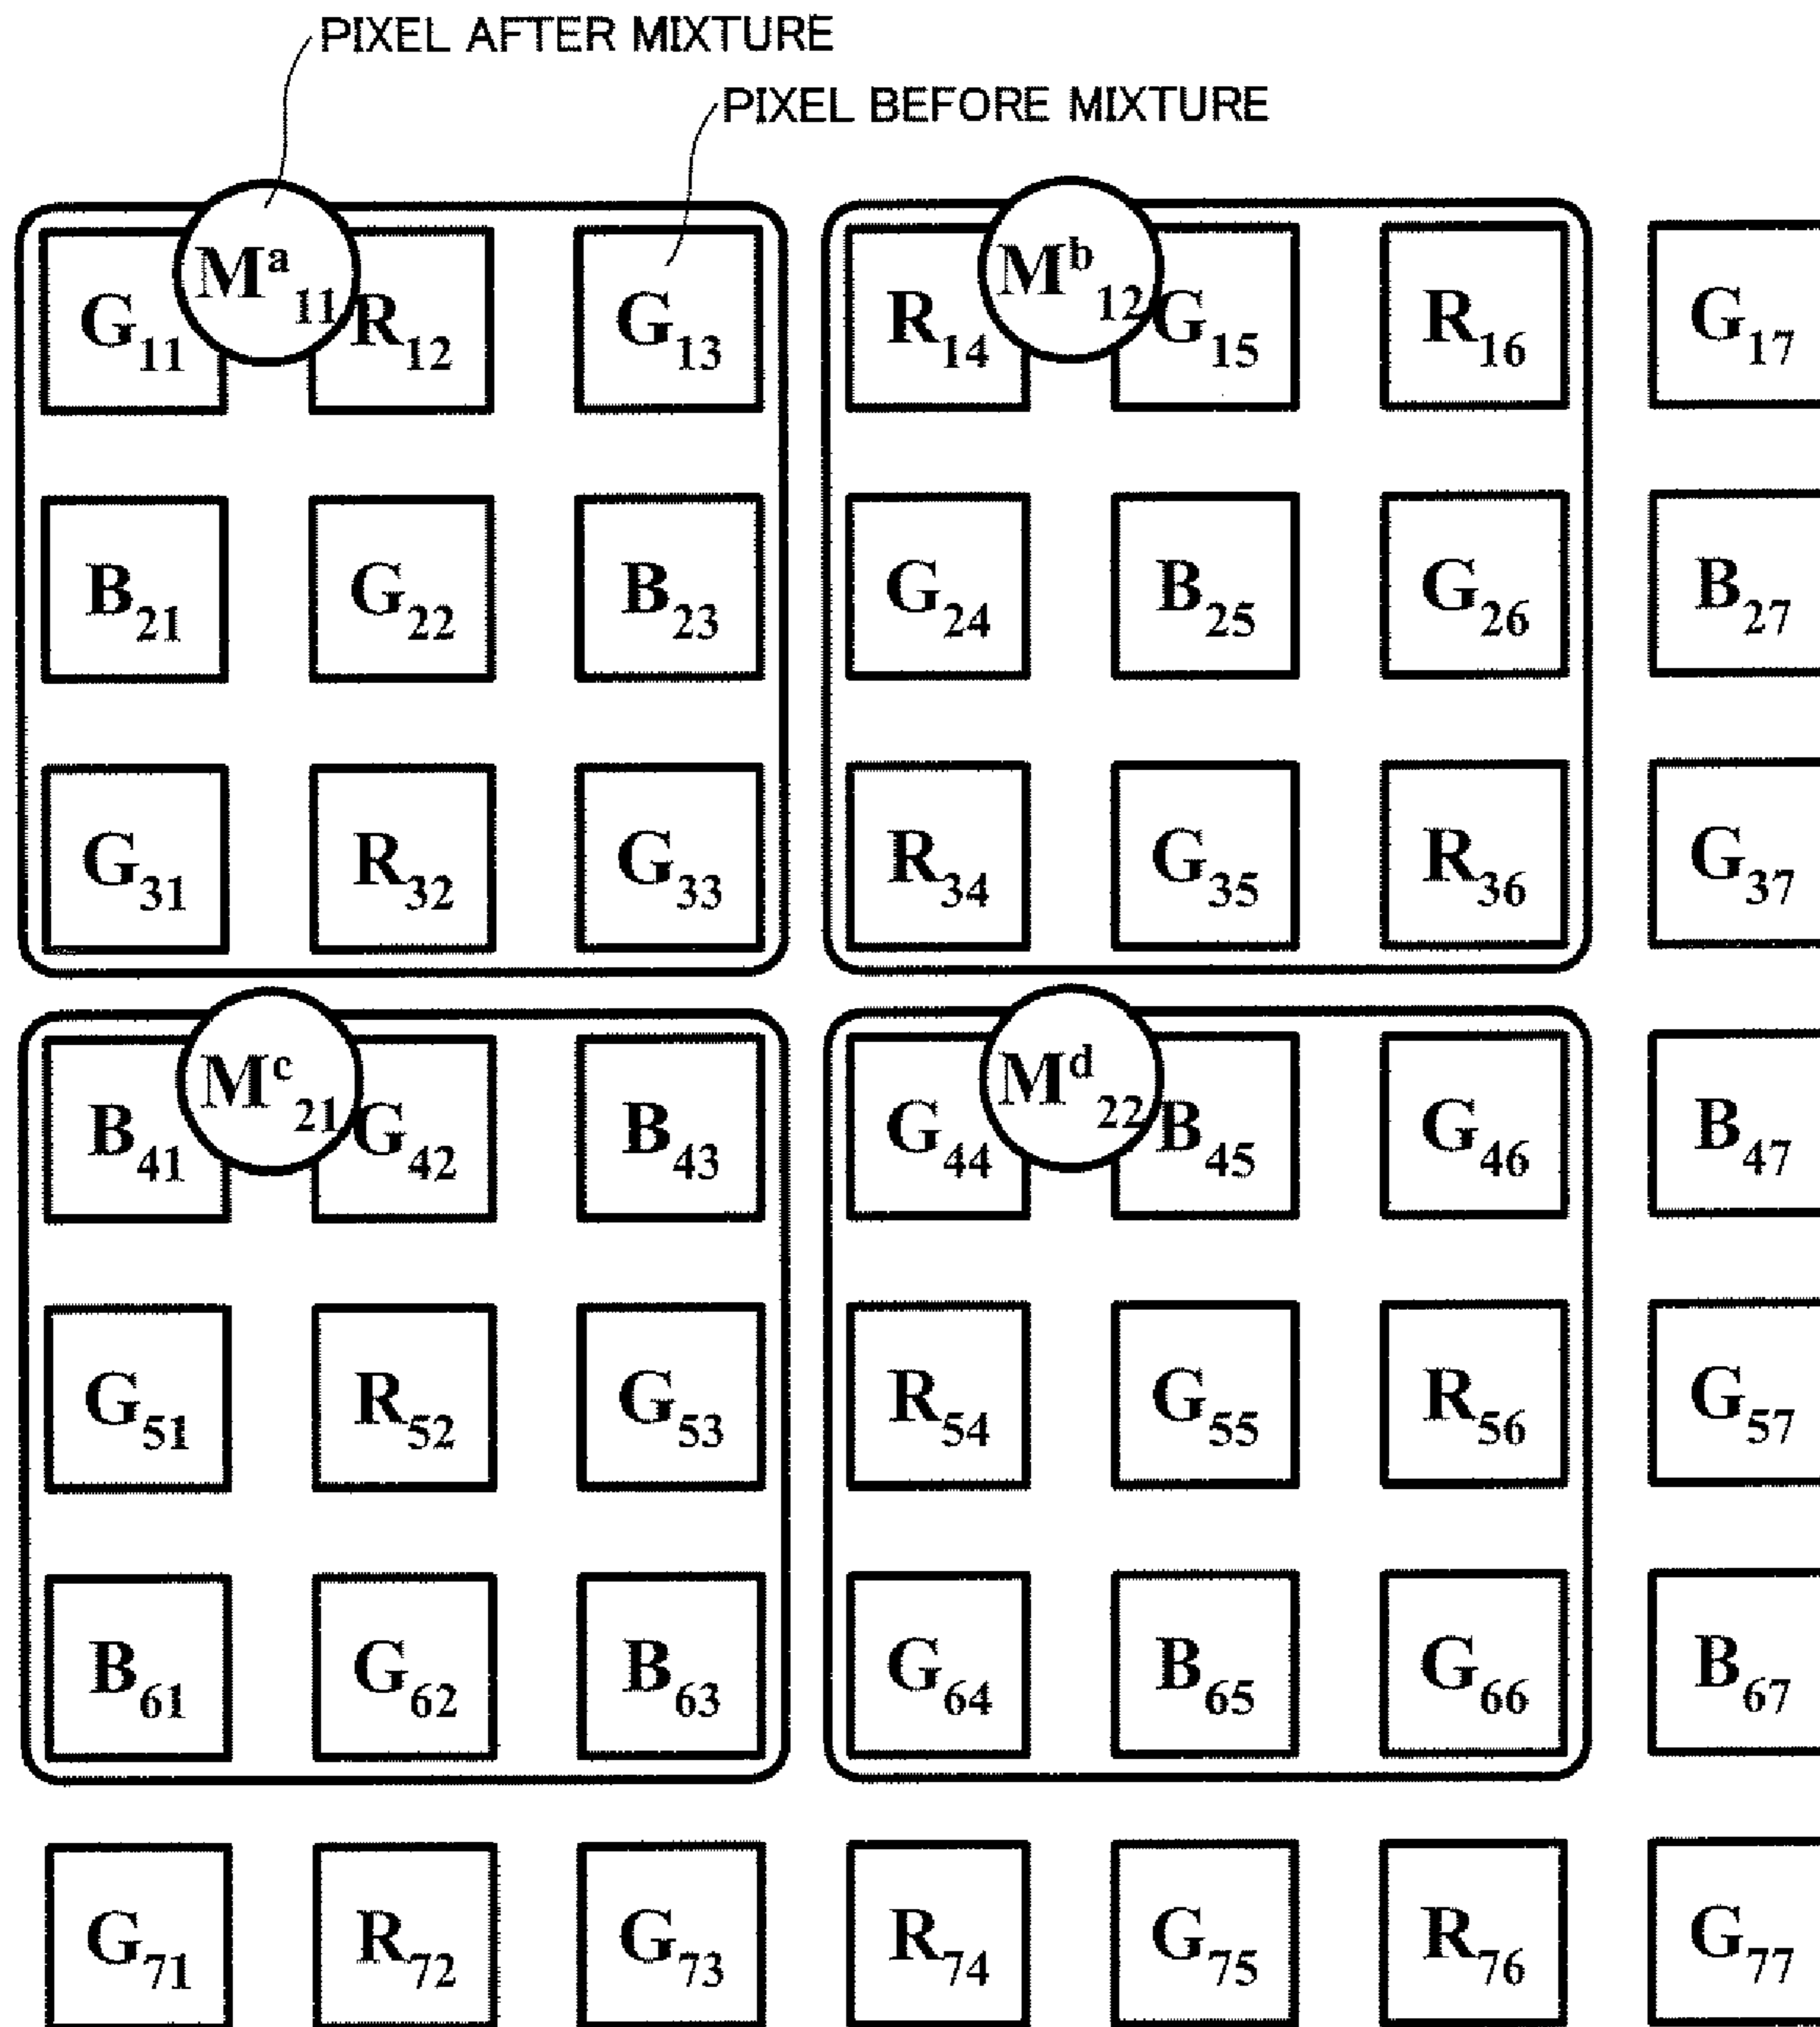 PIXEL AFTER MIXTURE
PIXEL BEFORE MIXTURE
Mᵃ₁₁ Mᵇ₁₂
G₁₁ R₁₂ G₁₃ R₁₄ G₁₅ R₁₆ G₁₇
B₂₁ G₂₂ B₂₃ G₂₄ B₂₅ G₂₆ B₂₇
G₃₁ R₃₂ G₃₃ R₃₄ G₃₅ R₃₆ G₃₇
Mᶜ₂₁ Mᵈ₂₂
B₄₁ G₄₂ B₄₃ G₄₄ B₄₅ G₄₆ B₄₇
G₅₁ R₅₂ G₅₃ R₅₄ G₅₅ R₅₆ G₅₇
B₆₁ G₆₂ B₆₃ G₆₄ B₆₅ G₆₆ B₆₇
G₇₁ R₇₂ G₇₃ R₇₄ G₇₅ R₇₆ G₇₇